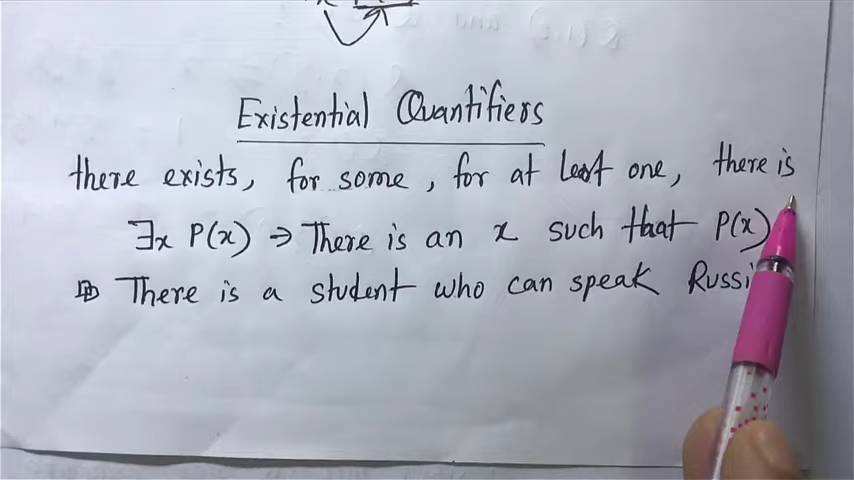 Existential Quantifiers
there exists, for some, for at least one, there is
∃x P(x) → There is an x such that P(x)
There is a student who can speak